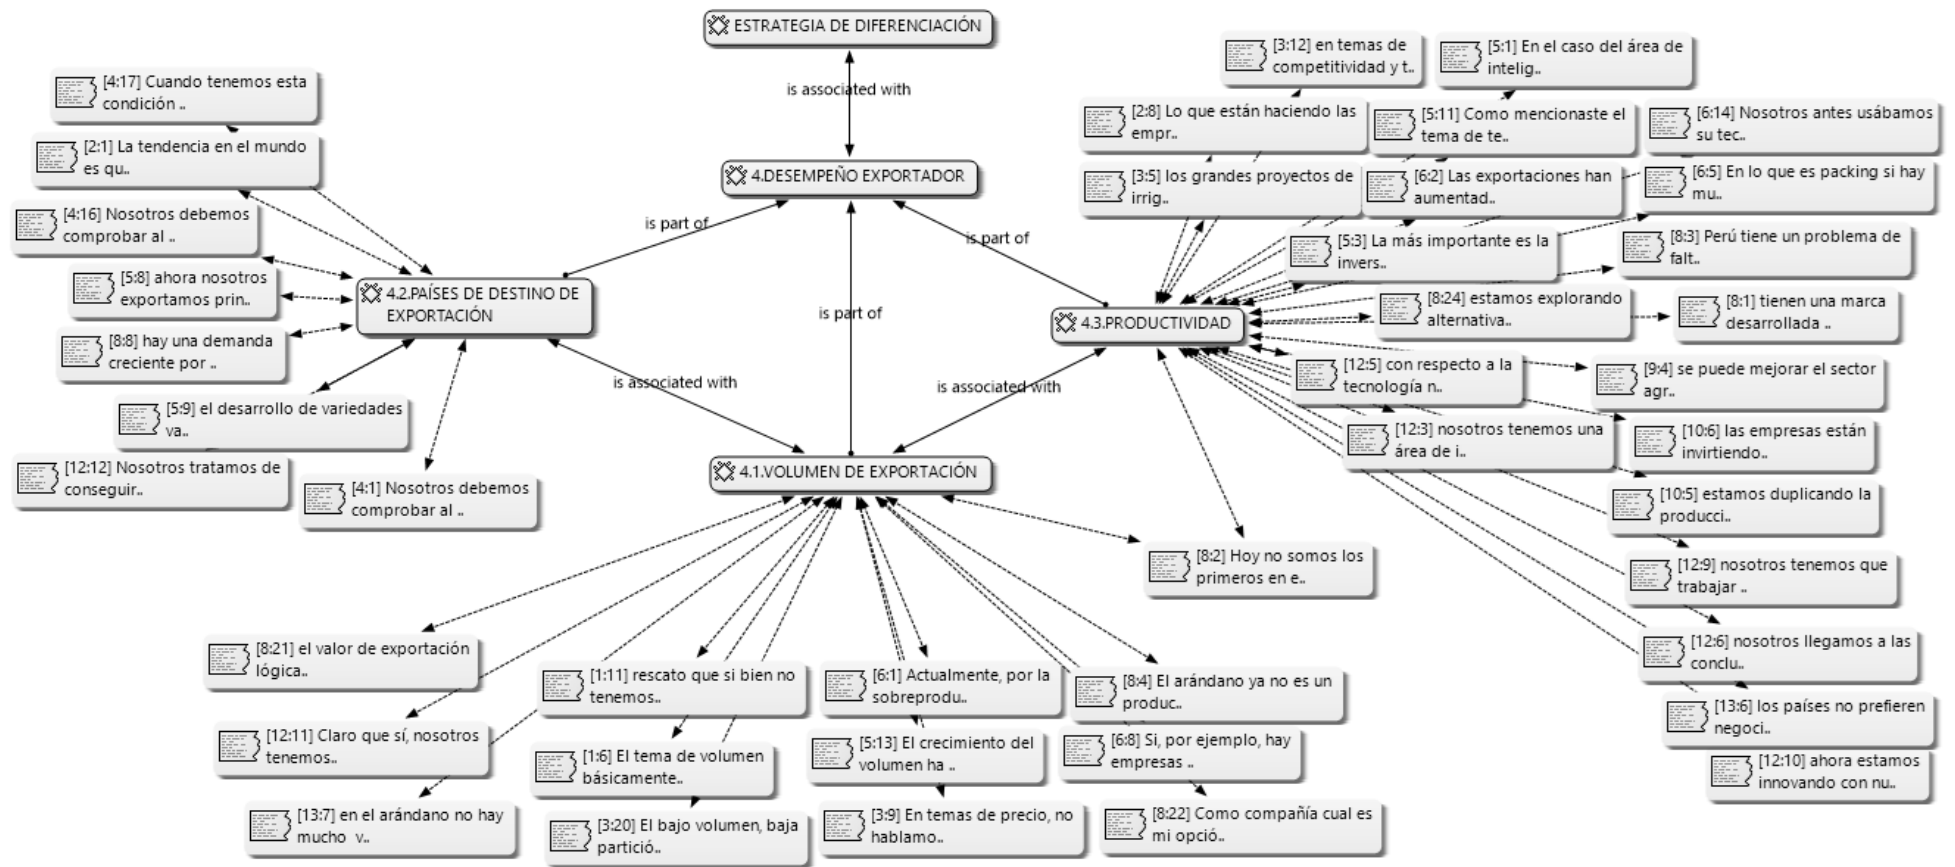 ESTRATEGIA DE DIFERENCIACIÓN
is associated with
4.DESEMPEÑO EXPORTADOR
is part of
is part of
is part of
4.2.PAÍSES DE DESTINO DE
EXPORTACIÓN
4.3.PRODUCTIVIDAD
is associated with
is associated with
4.1.VOLUMEN DE EXPORTACIÓN
[4:17] Cuando tenemos esta
condición ..
[2:1] La tendencia en el mundo
es qu..
[4:16] Nosotros debemos
comprobar al ..
[5:8] ahora nosotros
exportamos prin..
[8:8] hay una demanda
creciente por ..
[5:9] el desarrollo de variedades
va..
[12:12] Nosotros tratamos de
conseguir..
[4:1] Nosotros debemos
comprobar al ..
[3:12] en temas de
competitividad y t..
[5:1] En el caso del área de
intelig..
[2:8] Lo que están haciendo las
empr..
[5:11] Como mencionaste el
tema de te..
[6:14] Nosotros antes usábamos
su tec..
[3:5] los grandes proyectos de
irrig..
[6:2] Las exportaciones han
aumentad..
[6:5] En lo que es packing si hay
mu..
[5:3] La más importante es la
invers..
[8:3] Perú tiene un problema de
falt..
[8:24] estamos explorando
alternativa..
[8:1] tienen una marca
desarrollada ..
[12:5] con respecto a la
tecnología n..
[9:4] se puede mejorar el sector
agr..
[12:3] nosotros tenemos una
área de i..
[10:6] las empresas están
invirtiendo..
[10:5] estamos duplicando la
producci..
[12:9] nosotros tenemos que
trabajar ..
[12:6] nosotros llegamos a las
conclu..
[13:6] los países no prefieren
negoci..
[12:10] ahora estamos
innovando con nu..
[8:2] Hoy no somos los
primeros en e..
[8:21] el valor de exportación
lógica..
[12:11] Claro que sí, nosotros
tenemos..
[13:7] en el arándano no hay
mucho v..
[1:11] rescato que si bien no
tenemos..
[1:6] El tema de volumen
básicamente..
[3:20] El bajo volumen, baja
partició..
[6:1] Actualmente, por la
sobreprodu..
[5:13] El crecimiento del
volumen ha ..
[3:9] En temas de precio, no
hablamo..
[8:4] El arándano ya no es un
produc..
[6:8] Si, por ejemplo, hay
empresas ..
[8:22] Como compañía cual es
mi opció..